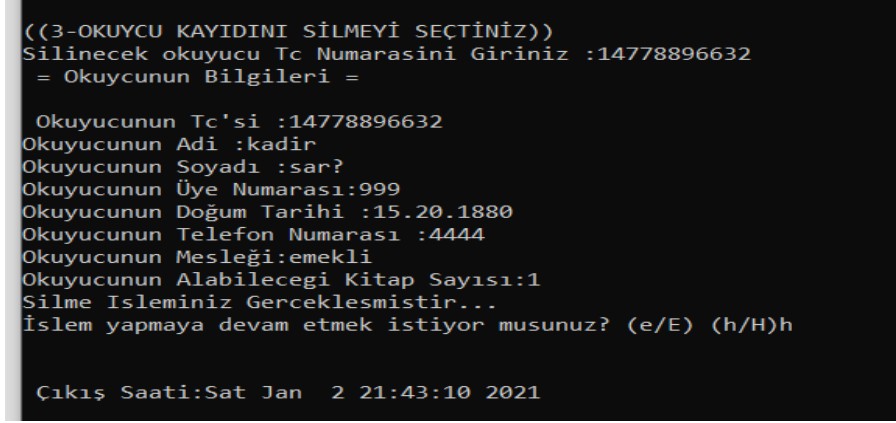 ((3-OKUYCU KAYIDINI SİLMEYİ SEÇTİNİZ))
Silinecek okuyucu Tc Numarasini Giriniz :14778896632
= Okuycunun Bilgileri =
Okuyucunun Tc'si :14778896632
Okuyucunun Adi :kadir
Okuyucunun Soyadı :sar?
Okuyucunun Üye Numarası:999
Okuyucunun Doğum Tarihi :15.20.1880
Okuyucunun Telefon Numarası :4444
Okuyucunun Mesleği:emekli
Okuyucunun Alabilecegi Kitap Sayısı:1
Silme Isleminiz Gerceklesmistir...
İslem yapmaya devam etmek istiyor musunuz? (e/E) (h/H)h
Çıkış Saati:Sat Jan  2 21:43:10 2021